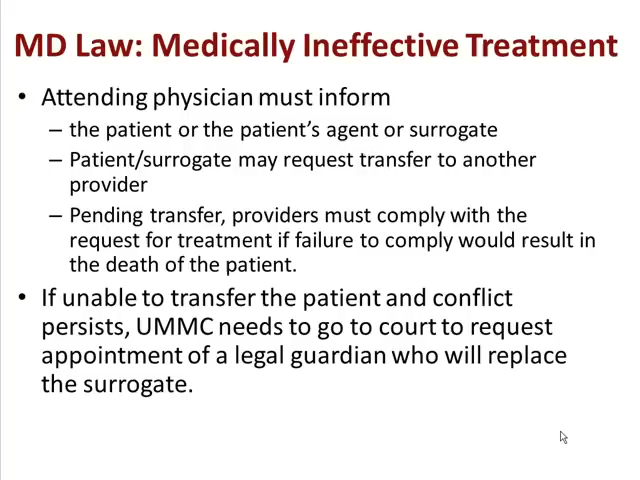 MD Law: Medically Ineffective Treatment
• Attending physician must inform
– the patient or the patient's agent or surrogate
– Patient/surrogate may request transfer to another
provider
– Pending transfer, providers must comply with the
request for treatment if failure to comply would result in
the death of the patient.
• If unable to transfer the patient and conflict
persists, UMMC needs to go to court to request
appointment of a legal guardian who will replace
the surrogate.